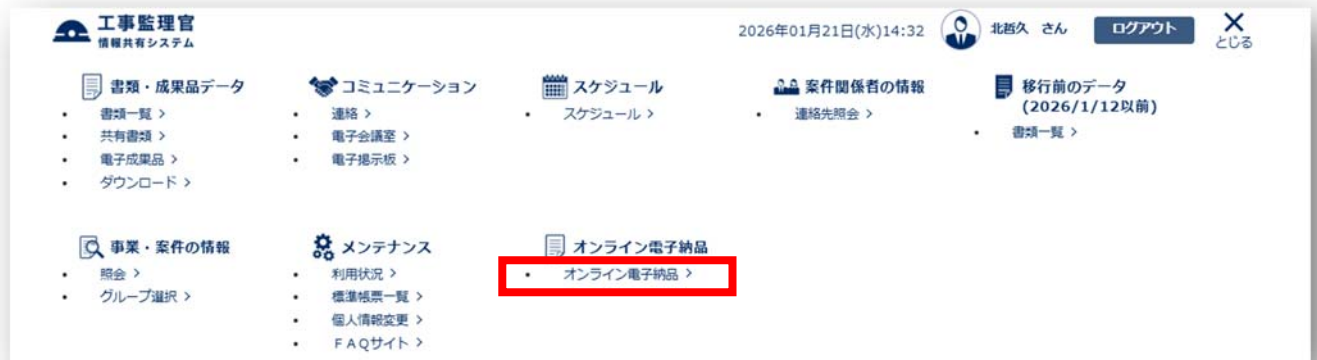 工事監理官
情報共有システム
2026年01月21日(水)14:32
北哲久 さん
ログアウト
とじる
書類・成果品データ
書類一覧 >
共有書類 >
電子成果品 >
ダウンロード >
コミュニケーション
連絡 >
電子会議室 >
電子掲示板 >
スケジュール
スケジュール >
案件関係者の情報
連絡先照会 >
移行前のデータ
(2026/1/12以前)
書類一覧 >
事業・案件の情報
照会 >
グループ選択 >
メンテナンス
利用状況 >
標準帳票一覧 >
個人情報変更 >
FAQサイト >
オンライン電子納品
オンライン電子納品 >